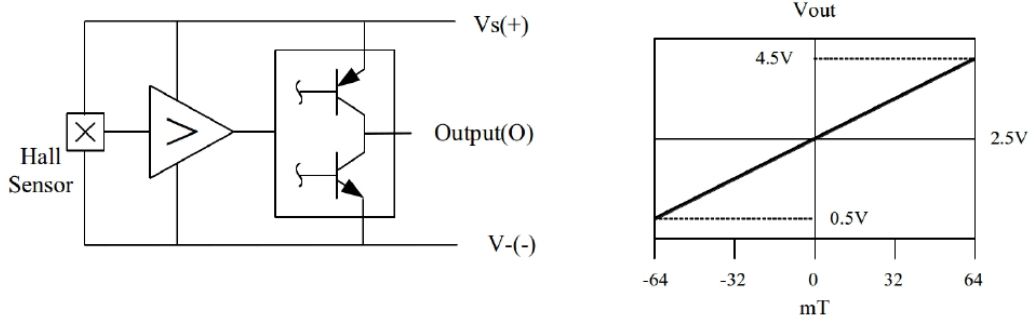 Vs(+)
Hall
Sensor
Output(O)
V-(-)
Vout
4.5V
2.5V
0.5V
-64 -32 0 32 64
mT